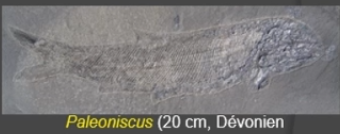 Paleoniscus (20 cm, Dévonien